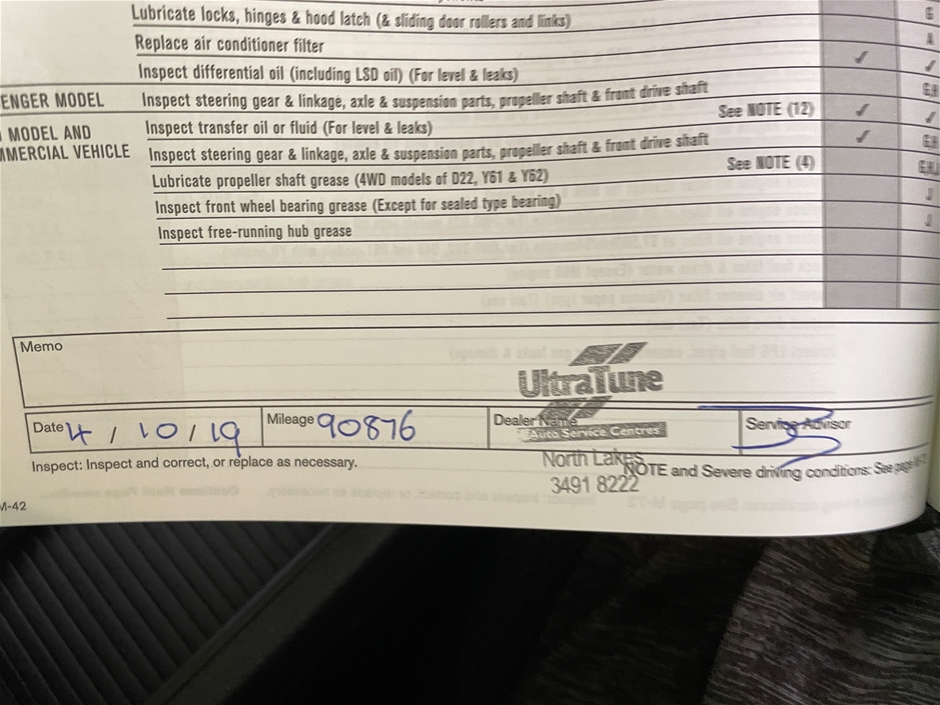 Lubricate locks, hinges & hood latch (& sliding door rollers and links)
G
Replace air conditioner filter
A
Inspect differential oil (including LSD oil) (For level & leaks)
✓ ✓
ENGER MODEL
Inspect steering gear & linkage, axle & suspension parts, propeller shaft & front drive shaft
See NOTE (12)
MODEL AND
MMERCIAL VEHICLE
Inspect transfer oil or fluid (For level & leaks)
✓ ✓
Inspect steering gear & linkage, axle & suspension parts, propeller shaft & front drive shaft
See NOTE (4)
✓
Lubricate propeller shaft grease (4WD models of D22, Y61 & Y62)
Inspect front wheel bearing grease (Except for sealed type bearing)
J
Inspect free-running hub grease
J
Memo
UltraTune
Auto Service Centres
North Lakes
3491 8222
Date 4 / 10 / 19
Mileage 90876
Dealer Name
Service Advisor
Inspect: Inspect and correct, or replace as necessary.
NOTE and Severe driving conditions: See page
M-42